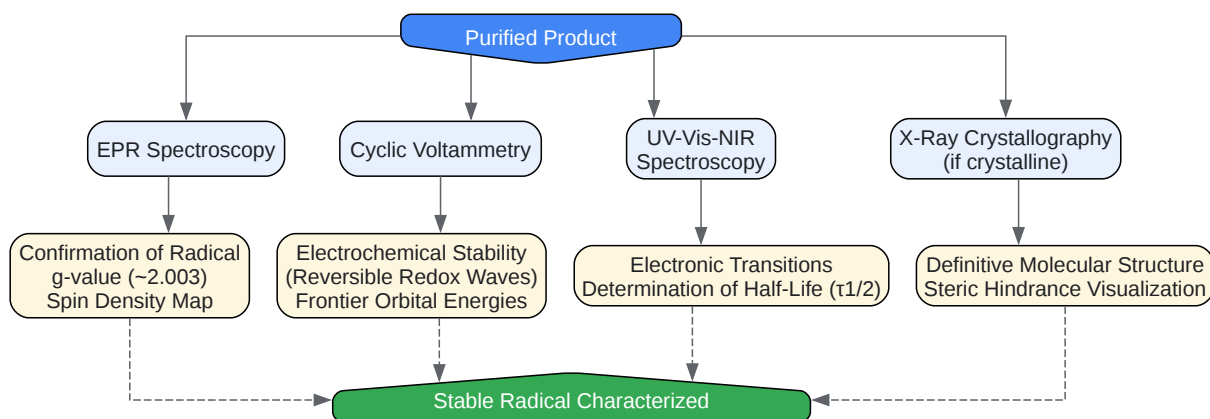 Purified Product
EPR Spectroscopy
Cyclic Voltammetry
UV-Vis-NIR
Spectroscopy
X-Ray Crystallography
(if crystalline)
Confirmation of Radical
g-value (~2.003)
Spin Density Map
Electrochemical Stability
(Reversible Redox Waves)
Frontier Orbital Energies
Electronic Transitions
Determination of Half-Life (τ1/2)
Definitive Molecular Structure
Steric Hindrance Visualization
Stable Radical Characterized